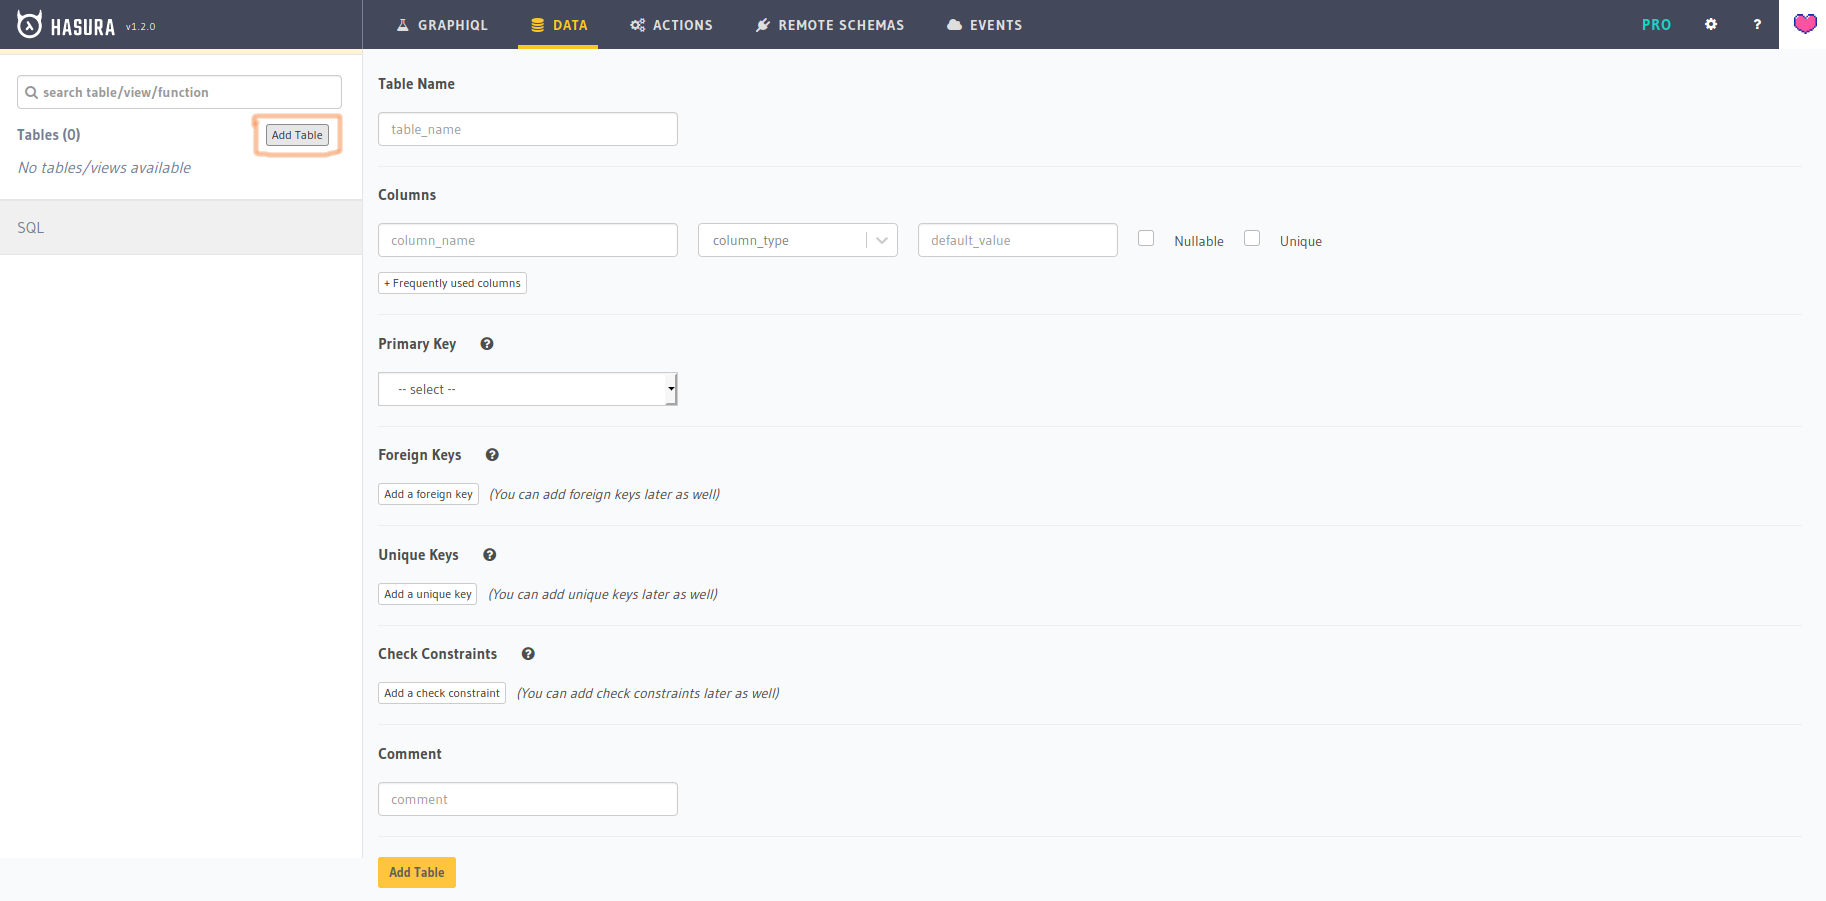 HASURA v1.2.0 GRAPHIQL DATA ACTIONS REMOTE SCHEMAS EVENTS PRO ?
search table/view/function
Tables (0) Add Table
No tables/views available
SQL
Table Name
table_name
Columns
column_name column_type default_value Nullable Unique
+ Frequently used columns
Primary Key ?
-- select --
Foreign Keys ?
Add a foreign key (You can add foreign keys later as well)
Unique Keys ?
Add a unique key (You can add unique keys later as well)
Check Constraints ?
Add a check constraint (You can add check constraints later as well)
Comment
comment
Add Table